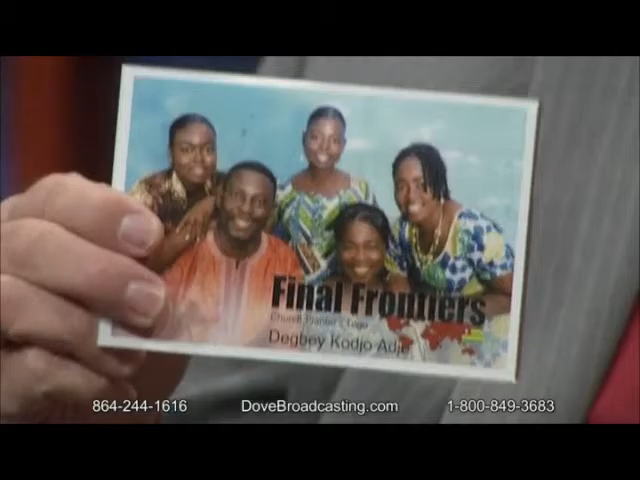 Final Frontiers
Church Planter - Togo
Degbey Kodjo Adje
864-244-1616 DoveBroadcasting.com 1-800-849-3683